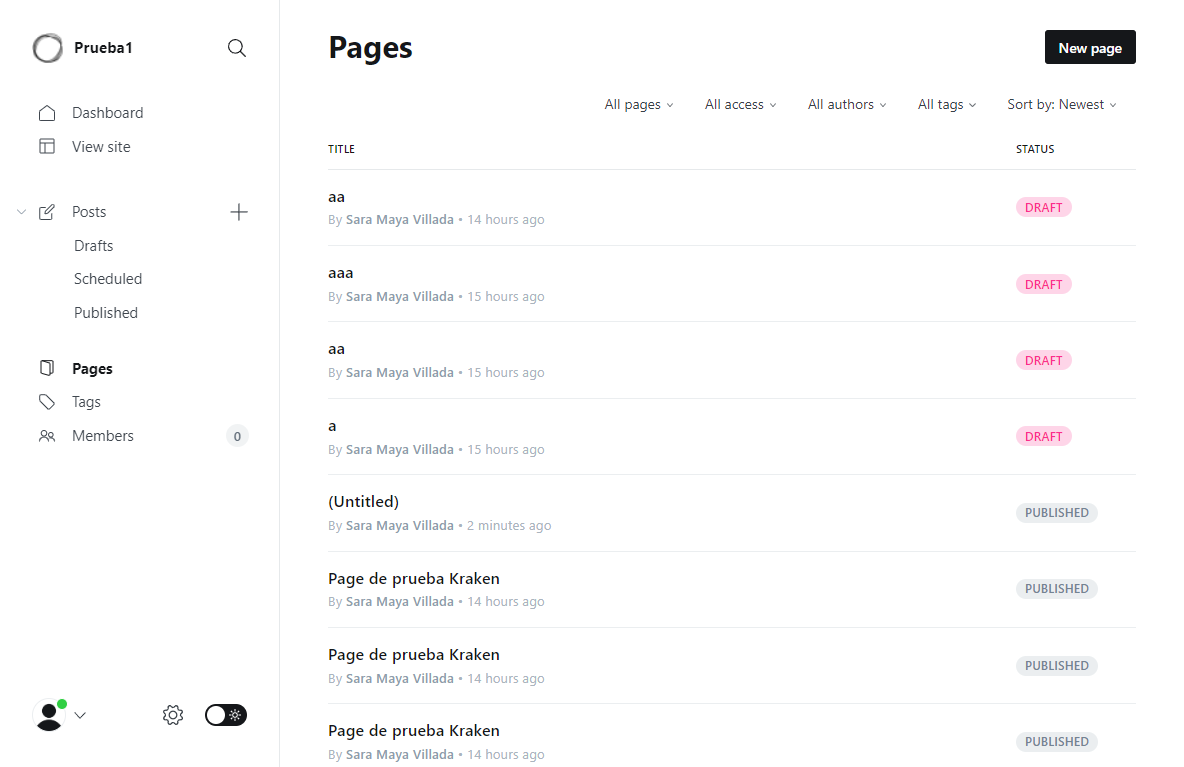 Prueba1
Dashboard
View site
Posts
Drafts
Scheduled
Published
Pages
Tags
Members 0
Pages
New page
All pages All access All authors All tags Sort by: Newest
TITLE STATUS
aa
DRAFT
By Sara Maya Villada • 14 hours ago
aaa
DRAFT
By Sara Maya Villada • 15 hours ago
aa
DRAFT
By Sara Maya Villada • 15 hours ago
a
DRAFT
By Sara Maya Villada • 15 hours ago
(Untitled)
PUBLISHED
By Sara Maya Villada • 2 minutes ago
Page de prueba Kraken
PUBLISHED
By Sara Maya Villada • 14 hours ago
Page de prueba Kraken
PUBLISHED
By Sara Maya Villada • 14 hours ago
Page de prueba Kraken
PUBLISHED
By Sara Maya Villada • 14 hours ago